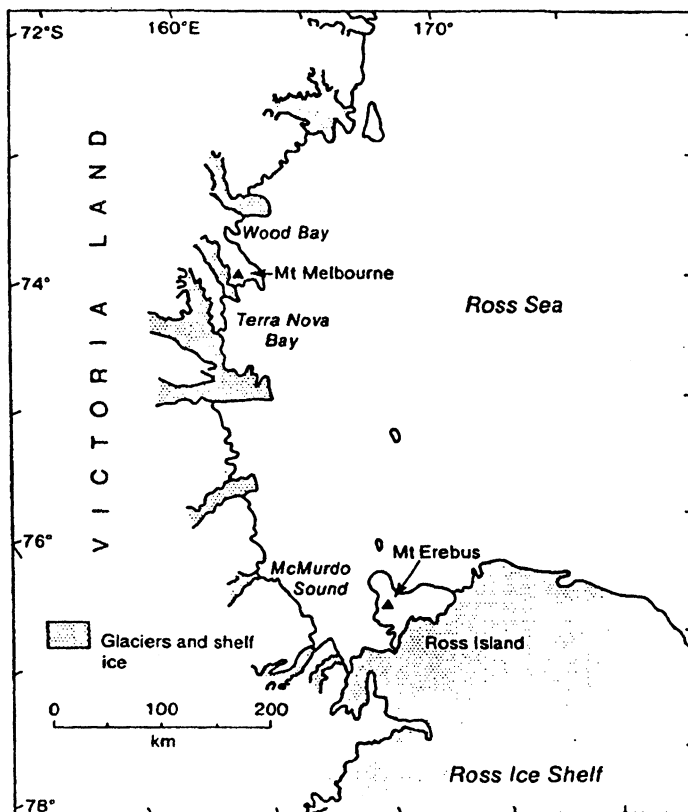 72°S
160°E
170°
VICTORIA LAND
Wood Bay
Mt Melbourne
74°
Ross Sea
Terra Nova
Bay
76°
Mt Erebus
McMurdo
Sound
Glaciers and shelf
ice
Ross Island
0 100 200
km
Ross Ice Shelf
78°